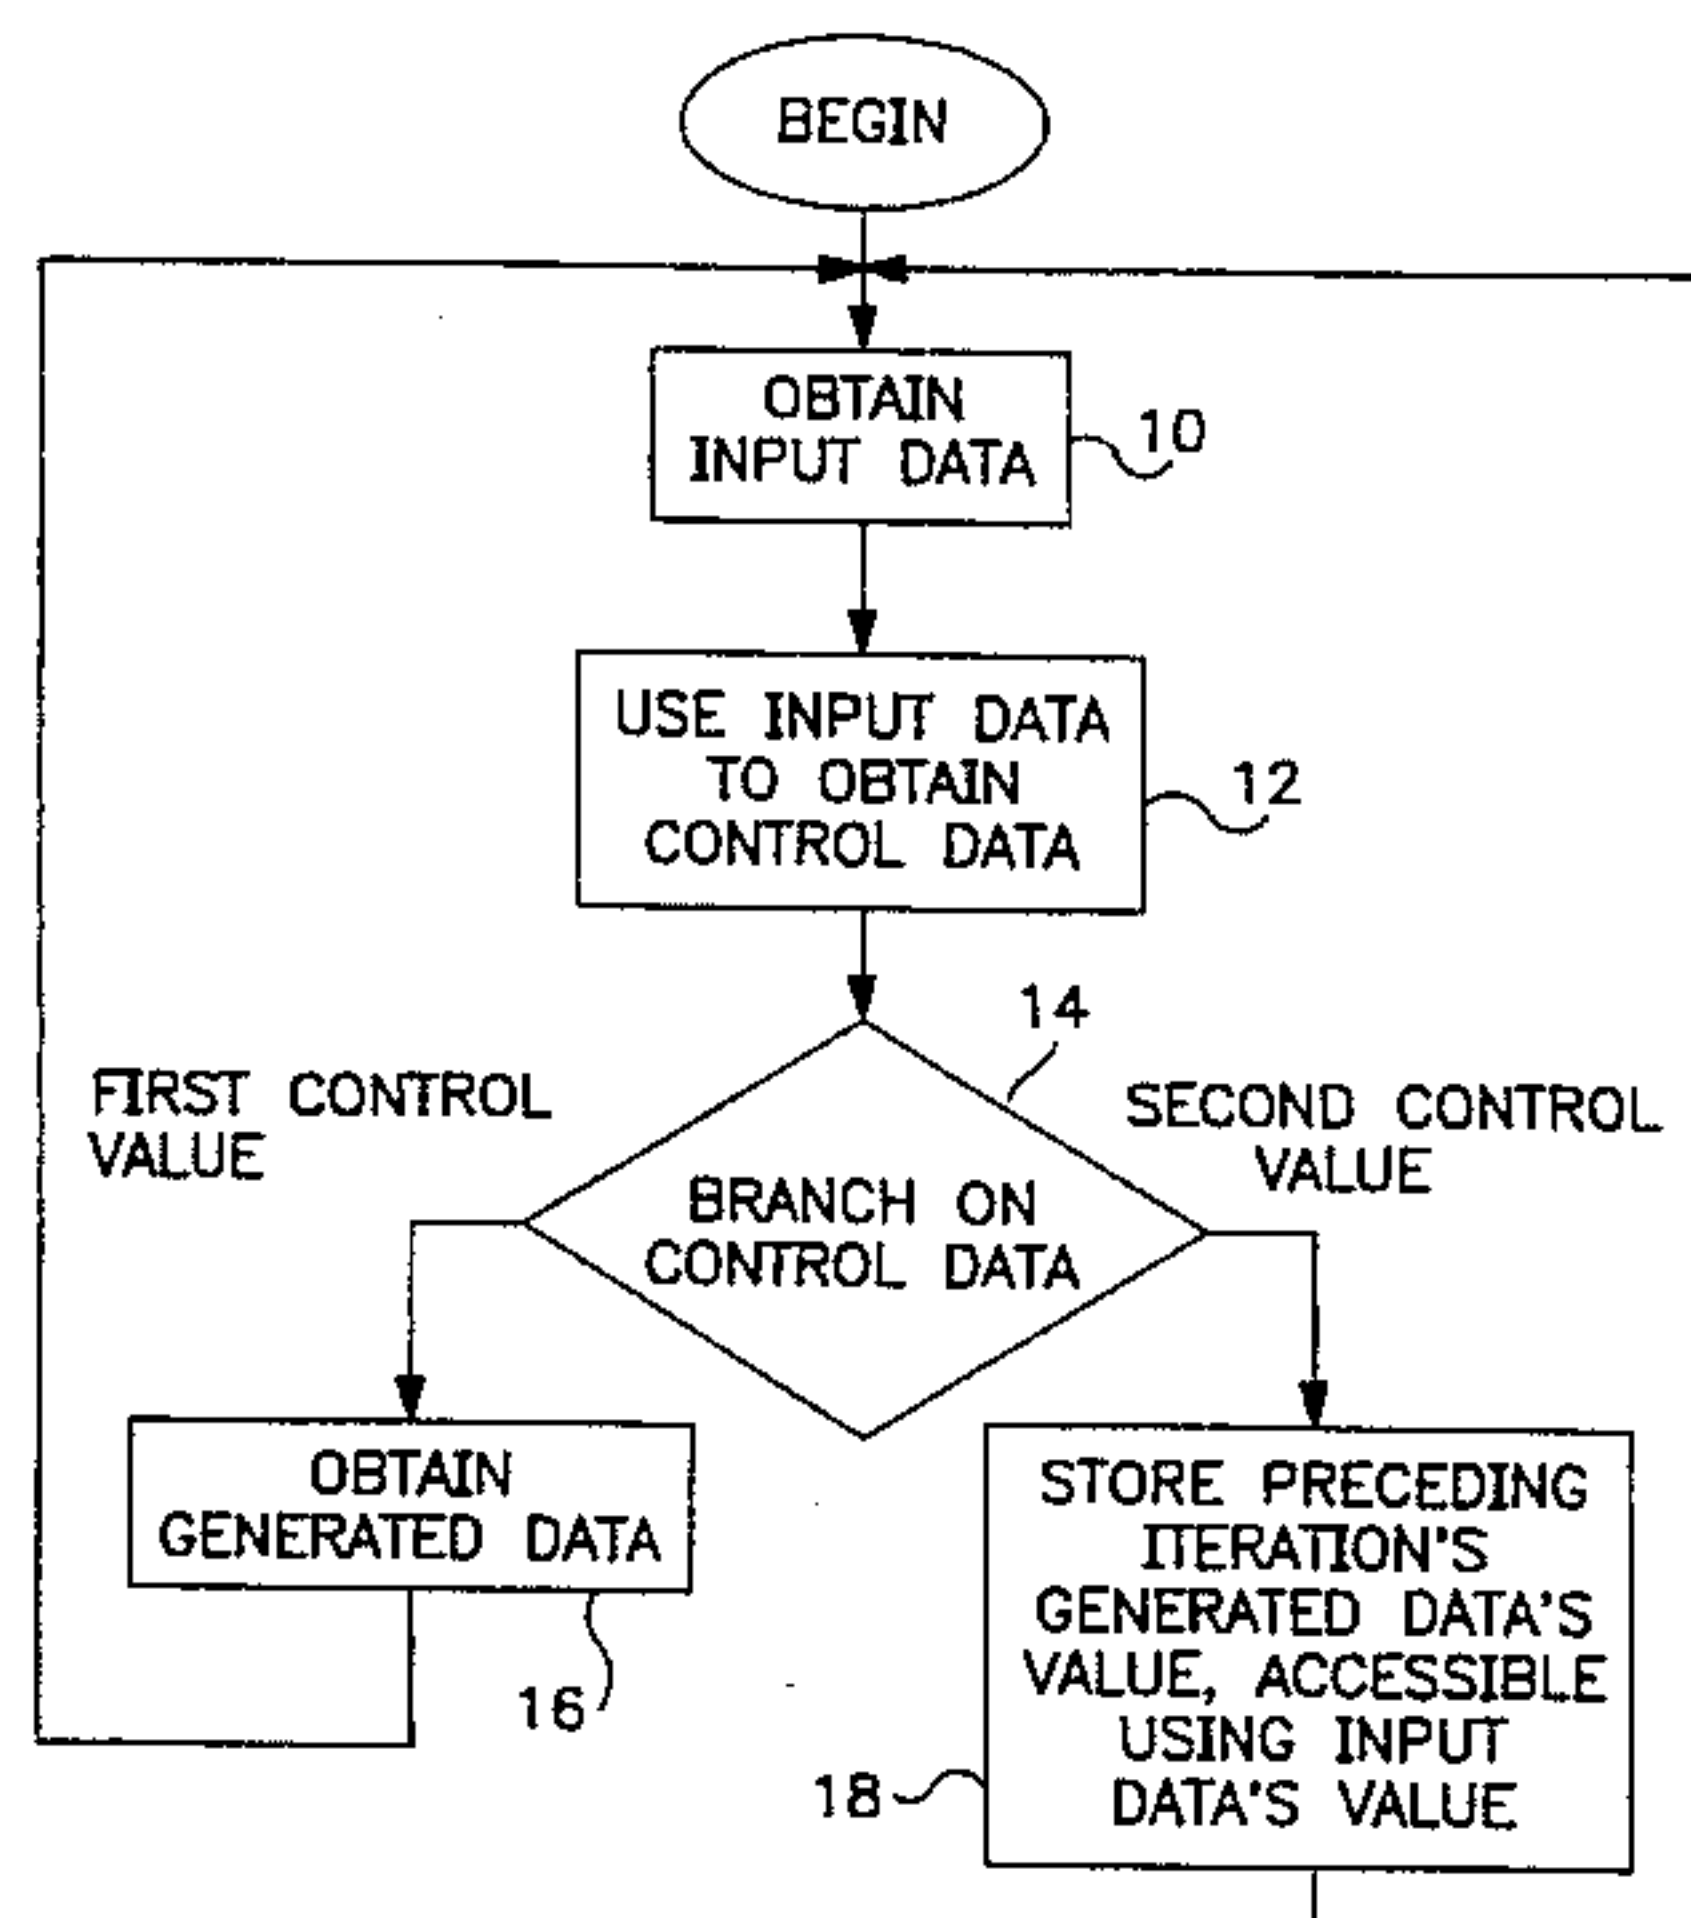 BEGIN
OBTAIN
INPUT DATA
10
USE INPUT DATA
TO OBTAIN
CONTROL DATA
12
14
FIRST CONTROL
VALUE
SECOND CONTROL
VALUE
BRANCH ON
CONTROL DATA
OBTAIN
GENERATED DATA
16
STORE PRECEDING
ITERATION'S
GENERATED DATA'S
VALUE, ACCESSIBLE
USING INPUT
DATA'S VALUE
18